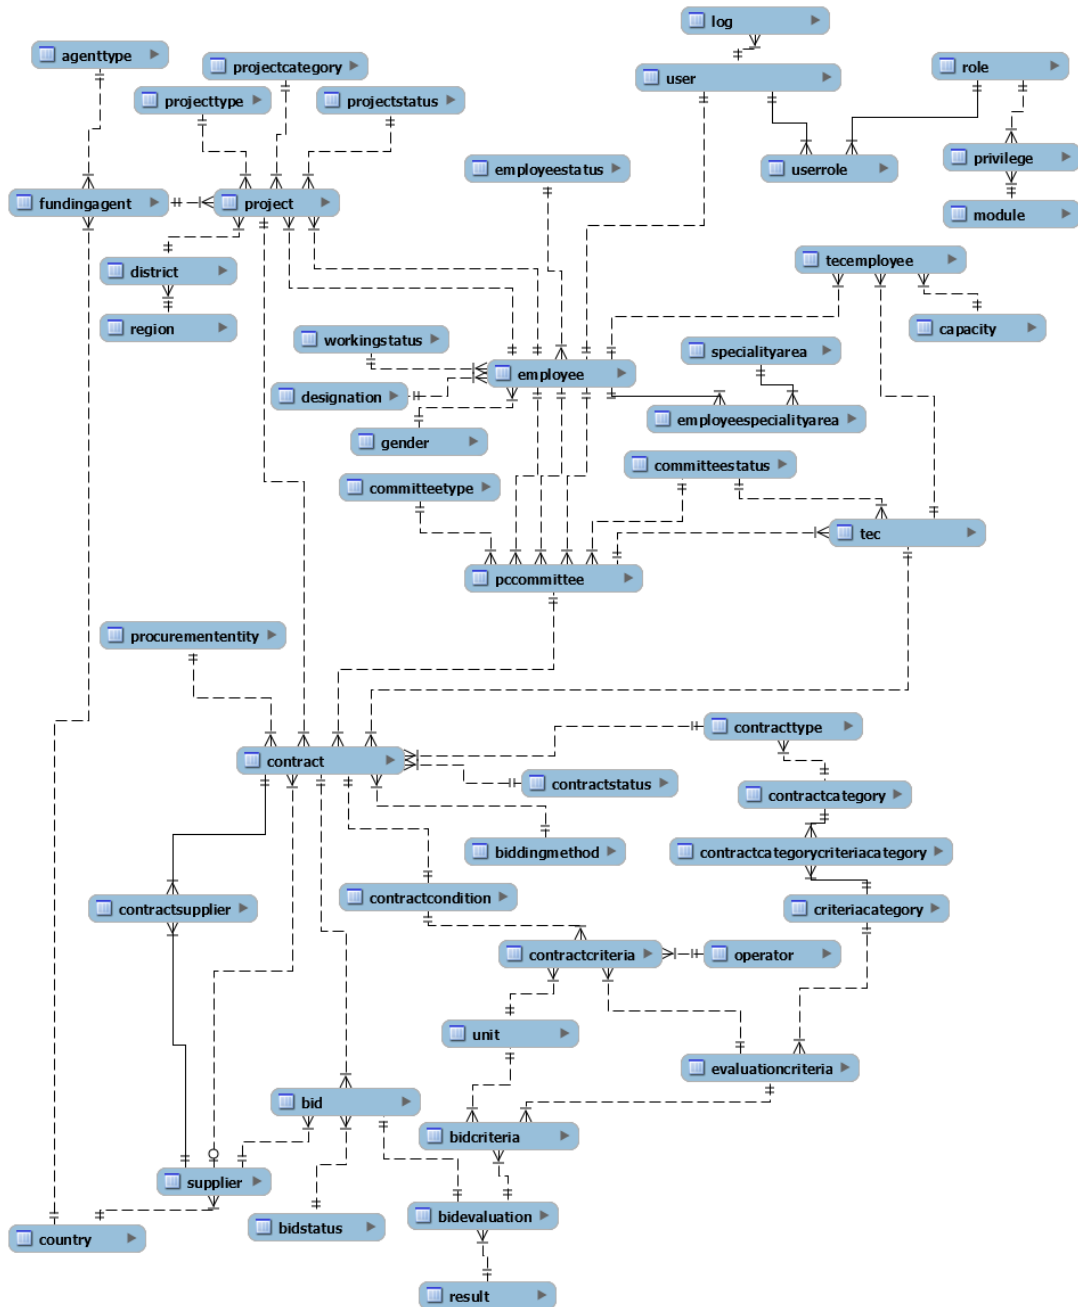 log
agenttype
projectcategory
user
role
projecttype
projectstatus
employeestatus
userrole
privilege
fundingagent
project
module
district
tecemployee
region
capacity
workingstatus
specialityarea
employee
designation
employeespecialityarea
gender
committeestatus
committeetype
tec
pccommittee
procuremententity
contracttype
contract
contractstatus
contractcategory
biddingmethod
contractcategorycriteriacategory
contractcondition
contractsupplier
criteriacategory
contractcriteria
operator
unit
evaluationcriteria
bid
bidcriteria
supplier
bidevaluation
bidstatus
country
result